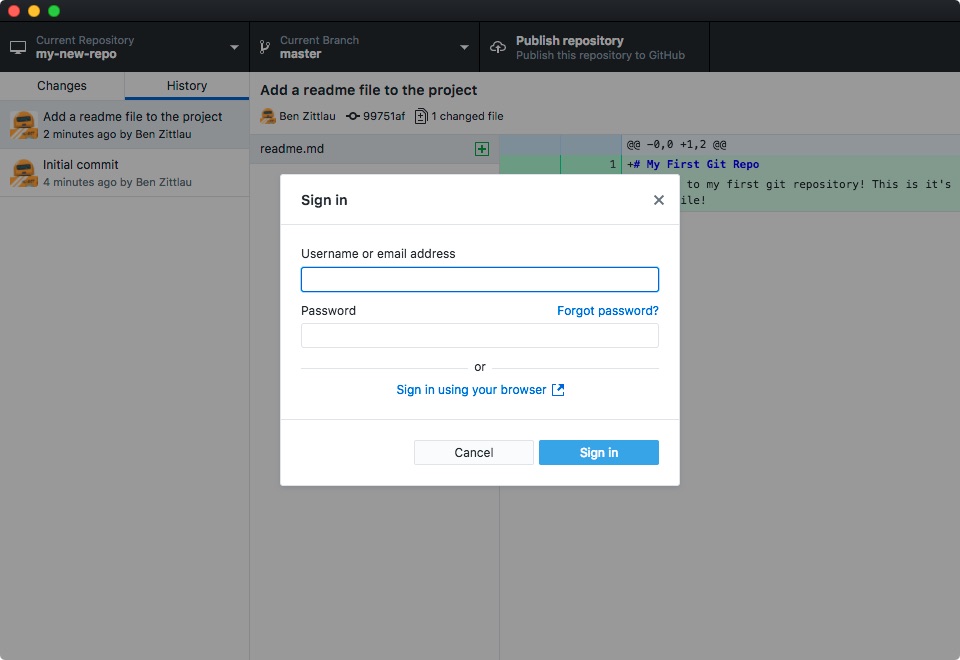 Current Repository
my-new-repo
Current Branch
master
Publish repository
Publish this repository to GitHub
Changes
History
Add a readme file to the project
2 minutes ago by Ben Zittlau
Initial commit
4 minutes ago by Ben Zittlau
Add a readme file to the project
Ben Zittlau 99751af 1 changed file
readme.md
@@ -0,0 +1,2 @@
1 +# My First Git Repo
to my first git repository! This is it's
ile!
Sign in
Username or email address
Password Forgot password?
or
Sign in using your browser
Cancel Sign in